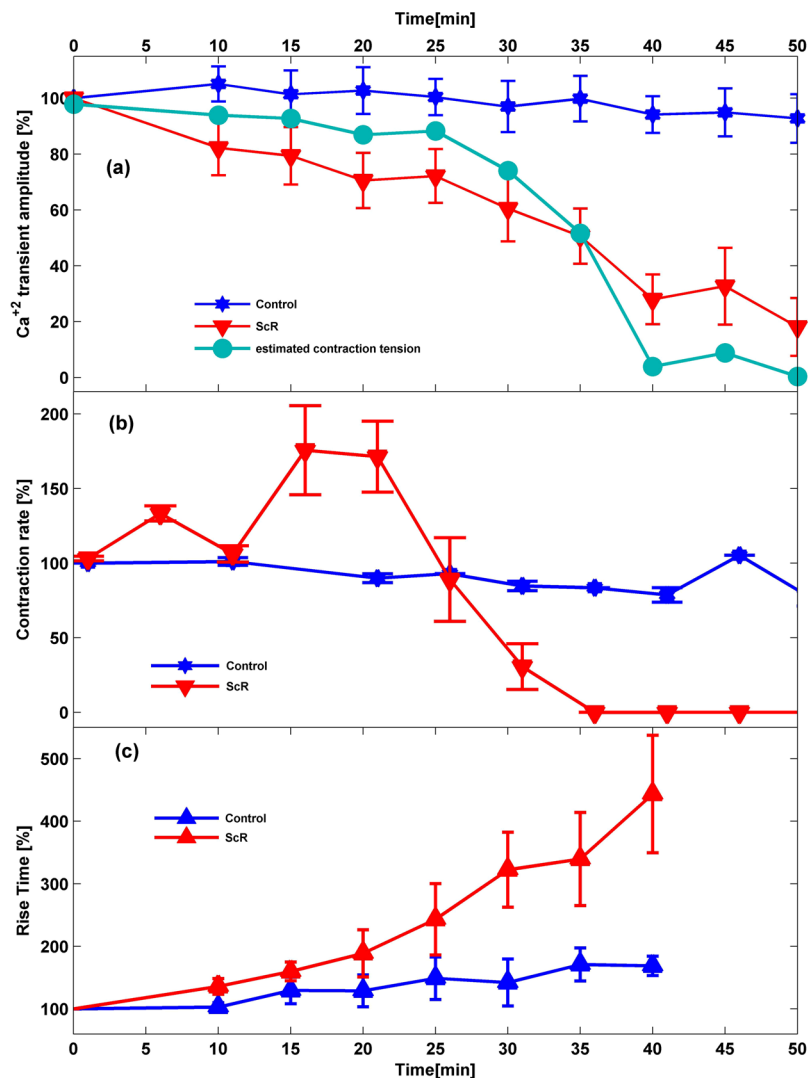 Time[min]
0 5 10 15 20 25 30 35 40 45 50
100
80
60
40
20
0
Ca+2 transient amplitude [%]
(a)
Control
ScR
estimated contraction tension
200
150
100
50
0
Contraction rate [%]
(b)
Control
ScR
500
400
300
200
100
Rise Time [%]
(c)
Control
ScR
0 5 10 15 20 25 30 35 40 45 50
Time[min]